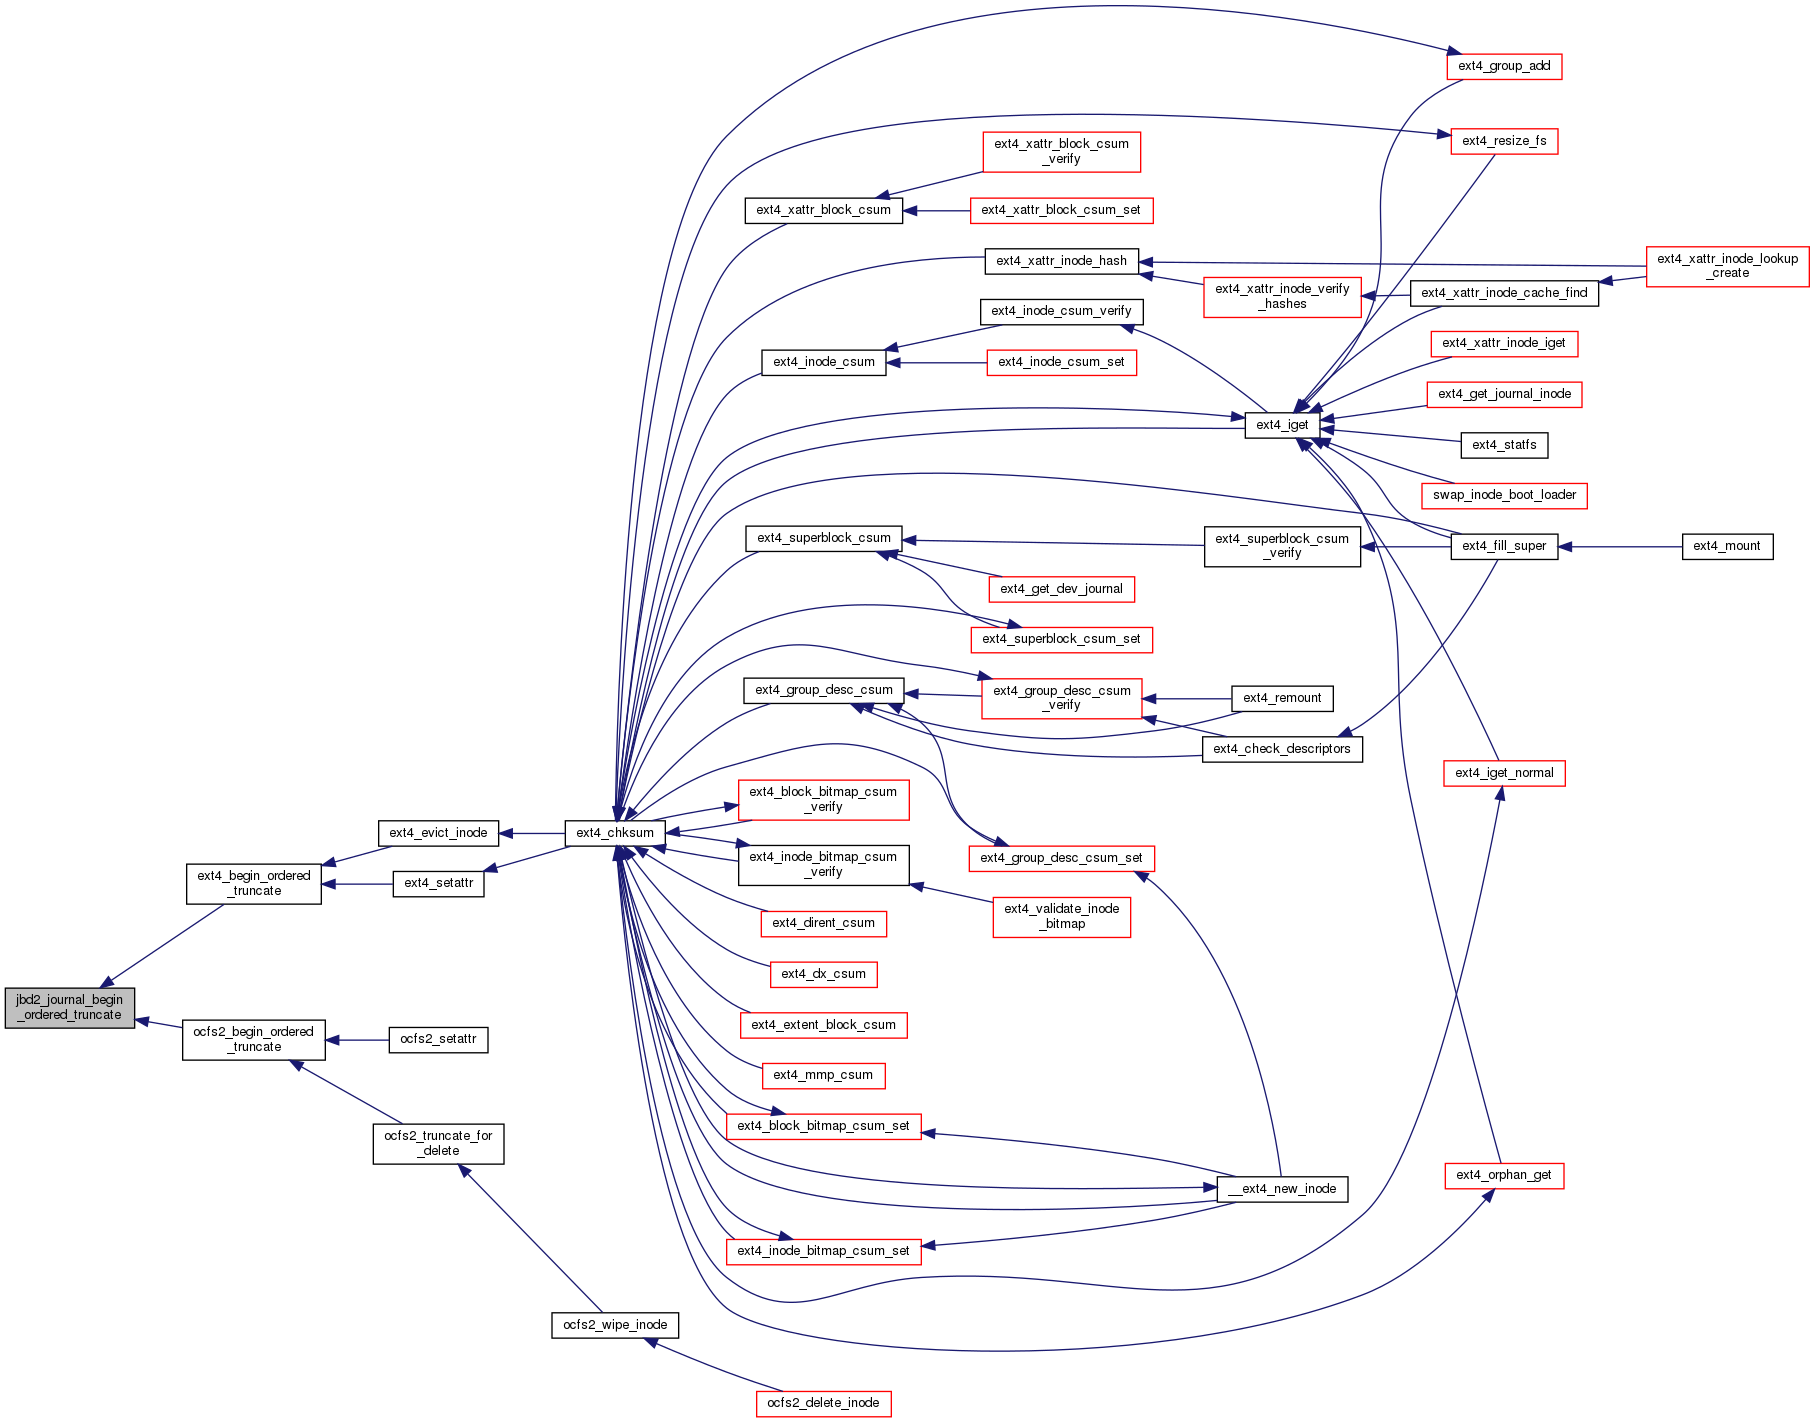 ext4_group_add
ext4_resize_fs
ext4_xattr_block_csum
_verify
ext4_xattr_block_csum
ext4_xattr_block_csum_set
ext4_xattr_inode_hash
ext4_xattr_inode_lookup
_create
ext4_xattr_inode_verify
_hashes
ext4_xattr_inode_cache_find
ext4_inode_csum_verify
ext4_xattr_inode_iget
ext4_inode_csum
ext4_inode_csum_set
ext4_get_journal_inode
ext4_iget
ext4_statfs
swap_inode_boot_loader
ext4_superblock_csum
ext4_superblock_csum
_verify
ext4_fill_super
ext4_mount
ext4_get_dev_journal
ext4_superblock_csum_set
ext4_group_desc_csum
ext4_group_desc_csum
_verify
ext4_remount
ext4_check_descriptors
ext4_iget_normal
ext4_block_bitmap_csum
_verify
ext4_evict_inode
ext4_chksum
ext4_inode_bitmap_csum
_verify
ext4_group_desc_csum_set
ext4_begin_ordered
_truncate
ext4_setattr
ext4_validate_inode
_bitmap
ext4_dirent_csum
ext4_dx_csum
jbd2_journal_begin
_ordered_truncate
ext4_extent_block_csum
ocfs2_begin_ordered
_truncate
ocfs2_setattr
ext4_mmp_csum
ext4_block_bitmap_csum_set
ocfs2_truncate_for
_delete
ext4_orphan_get
__ext4_new_inode
ext4_inode_bitmap_csum_set
ocfs2_wipe_inode
ocfs2_delete_inode